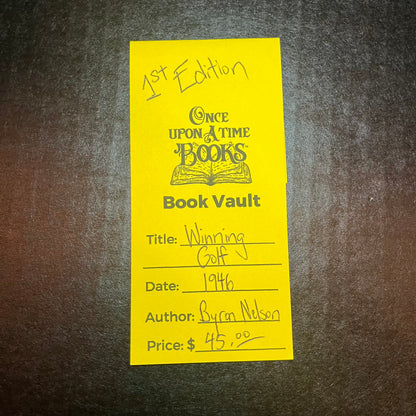 1st Edition
ONCE
UPON A TIME
BOOKS
Book Vault
Title: Winning
Golf
Date: 1946
Author: Byron Nelson
Price: $ 45.00